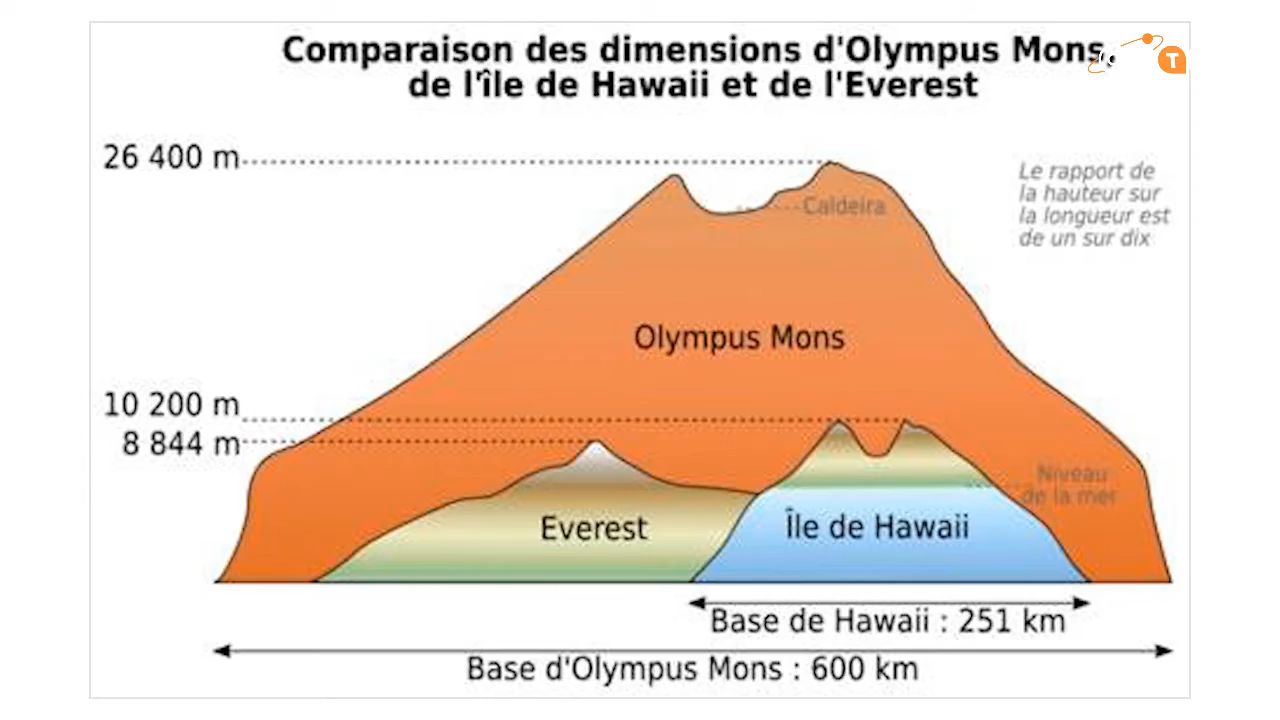 Comparaison des dimensions d'Olympus Mons,
de l'île de Hawaii et de l'Everest
T
26 400 m
Le rapport de
la hauteur sur
la longueur est
de un sur dix
Caldeira
Olympus Mons
10 200 m
8 844 m
Niveau
de la mer
Everest
Île de Hawaii
Base de Hawaii : 251 km
Base d'Olympus Mons : 600 km